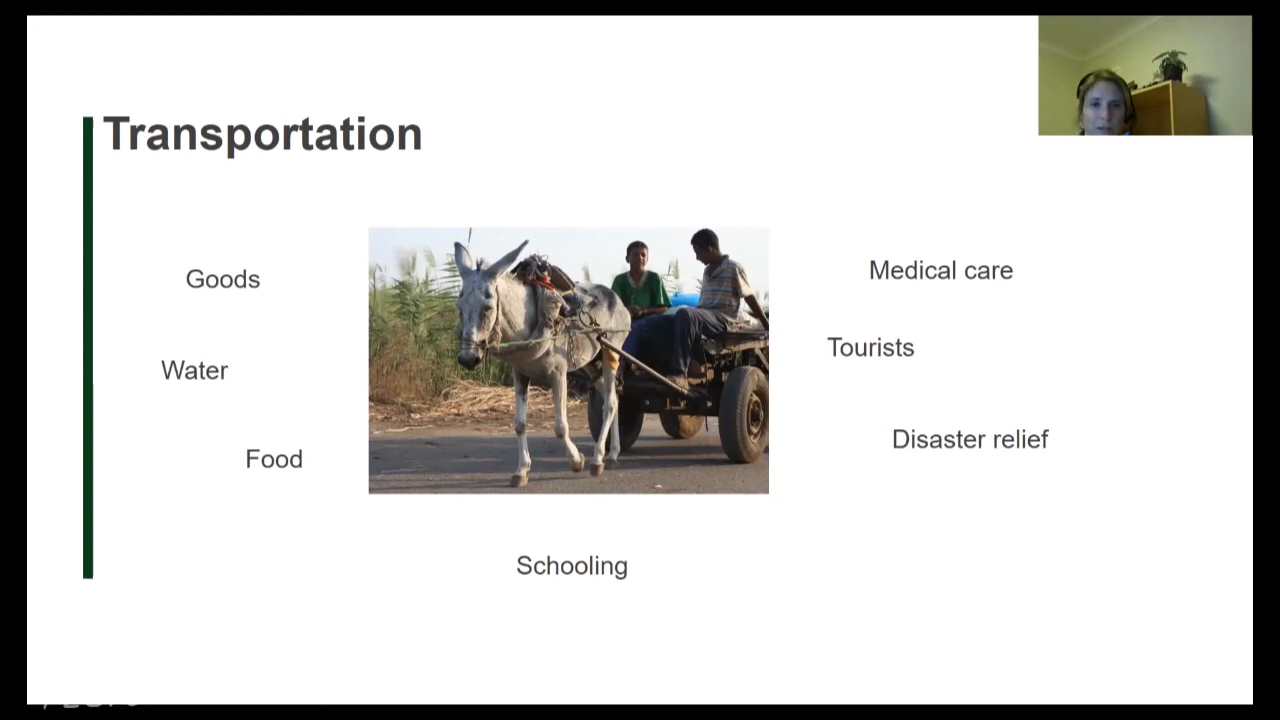 Transportation
Goods
Medical care
Tourists
Water
Disaster relief
Food
Schooling